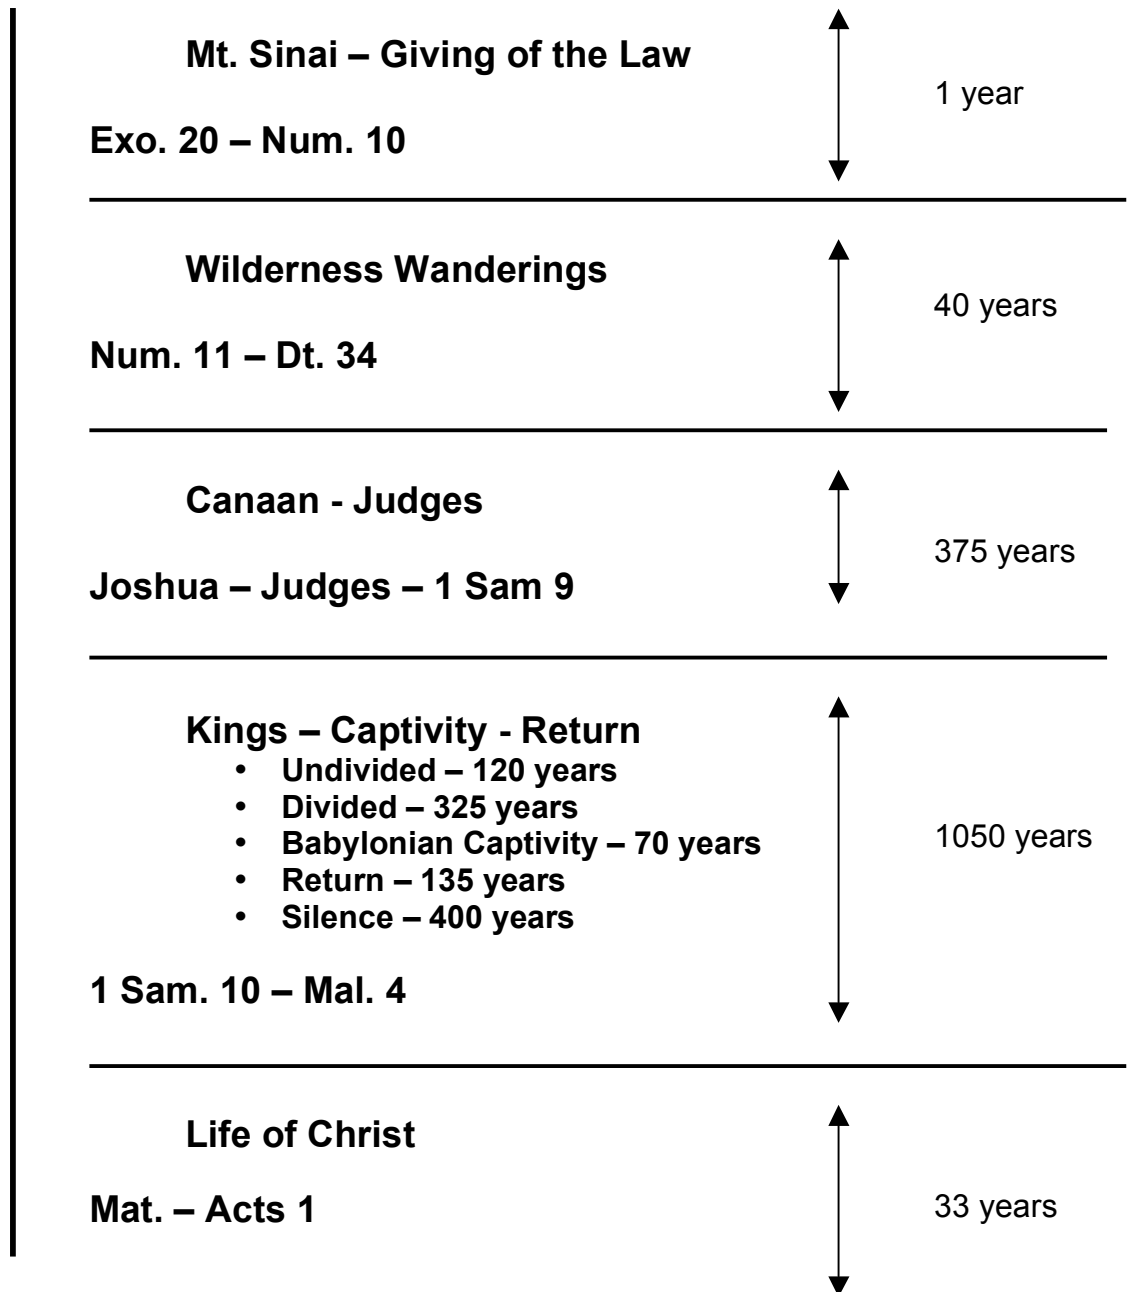 Mt. Sinai – Giving of the Law
1 year
Exo. 20 – Num. 10
Wilderness Wanderings
40 years
Num. 11 – Dt. 34
Canaan - Judges
375 years
Joshua – Judges – 1 Sam 9
Kings – Captivity - Return
• Undivided – 120 years
• Divided – 325 years
• Babylonian Captivity – 70 years
1050 years
• Return – 135 years
• Silence – 400 years
1 Sam. 10 – Mal. 4
Life of Christ
Mat. – Acts 1
33 years